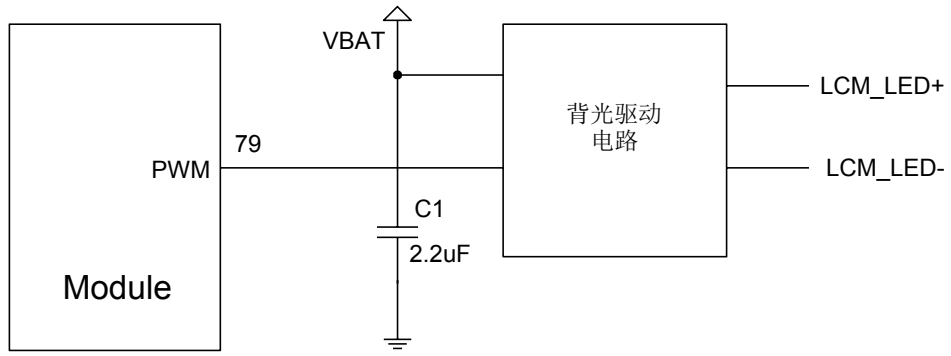 VBAT
LCM_LED+
背光驱动
电路
79
PWM
LCM_LED-
C1
2.2uF
Module